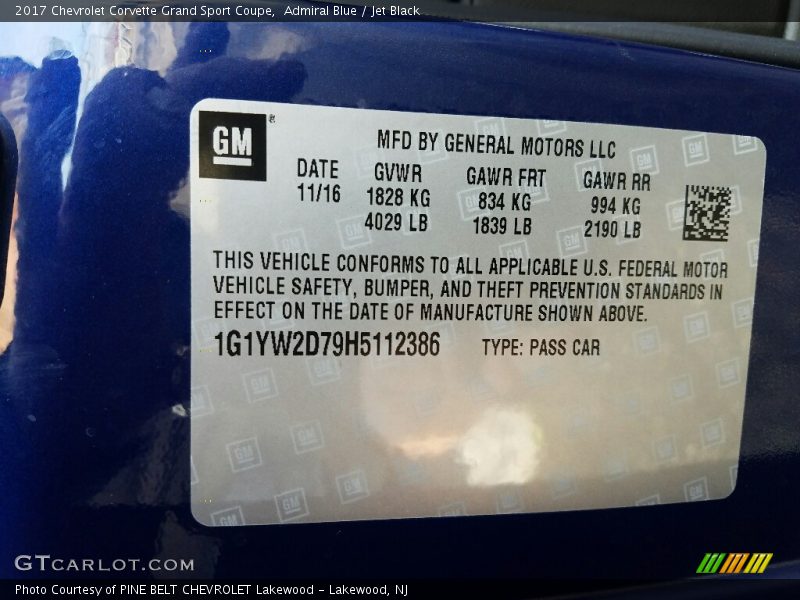 2017 Chevrolet Corvette Grand Sport Coupe,  Admiral Blue / Jet Black
GM ®
MFD BY GENERAL MOTORS LLC
DATE GVWR GAWR FRT GAWR RR
11/16 1828 KG 834 KG 994 KG
4029 LB 1839 LB 2190 LB
THIS VEHICLE CONFORMS TO ALL APPLICABLE U.S. FEDERAL MOTOR
VEHICLE SAFETY, BUMPER, AND THEFT PREVENTION STANDARDS IN
EFFECT ON THE DATE OF MANUFACTURE SHOWN ABOVE.
1G1YW2D79H5112386 TYPE: PASS CAR
GTCARLOT.COM
Photo Courtesy of PINE BELT CHEVROLET Lakewood - Lakewood, NJ